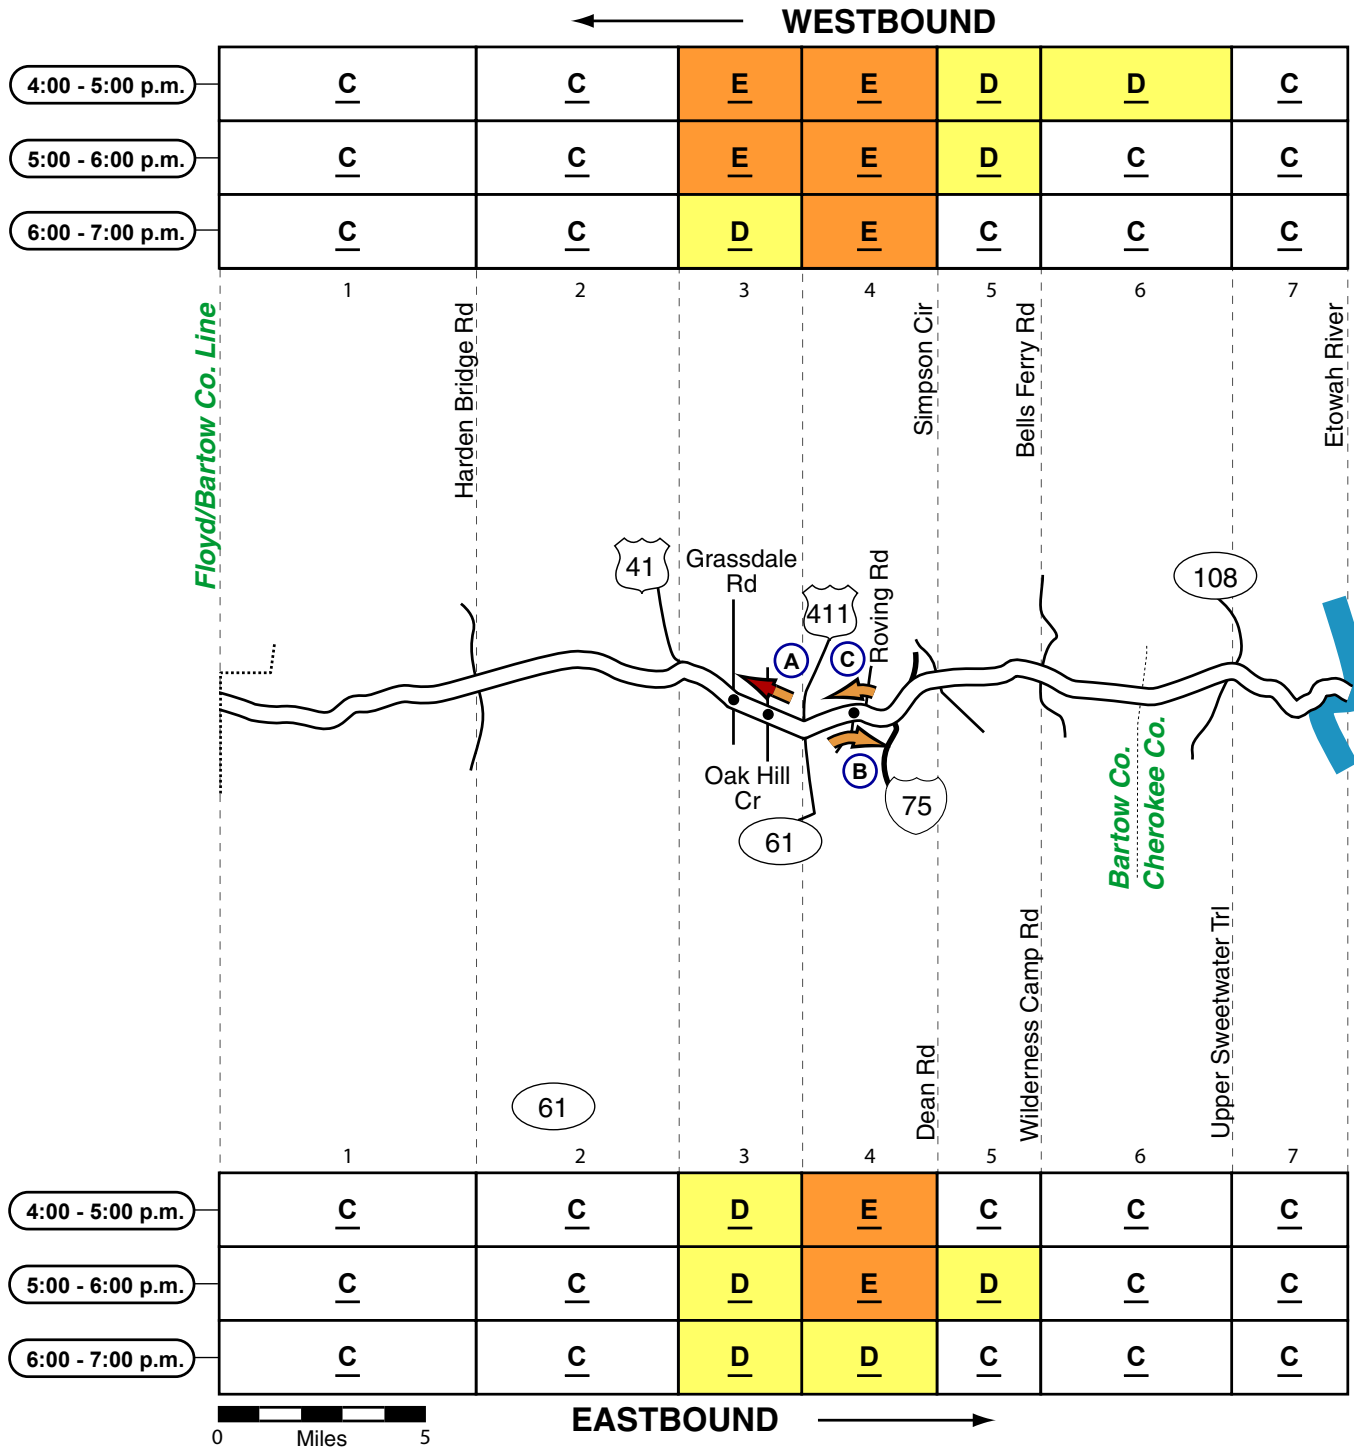 WESTBOUND
4:00 - 5:00 p.m. C C E E D D C
5:00 - 6:00 p.m. C C E E D C C
6:00 - 7:00 p.m. C C D E C C C
1 2 3 4 5 6 7
Floyd/Bartow Co. Line
Harden Bridge Rd
Simpson Cir
Bells Ferry Rd
Etowah River
41
Grassdale
Rd
411
Roving Rd
108
A
C
Oak Hill
Cr
B
75
61
Bartow Co.
Cherokee Co.
Dean Rd
Wilderness Camp Rd
Upper Sweetwater Trl
61
1 2 3 4 5 6 7
4:00 - 5:00 p.m. C C D E C C C
5:00 - 6:00 p.m. C C D E D C C
6:00 - 7:00 p.m. C C D D C C C
0 Miles 5
EASTBOUND